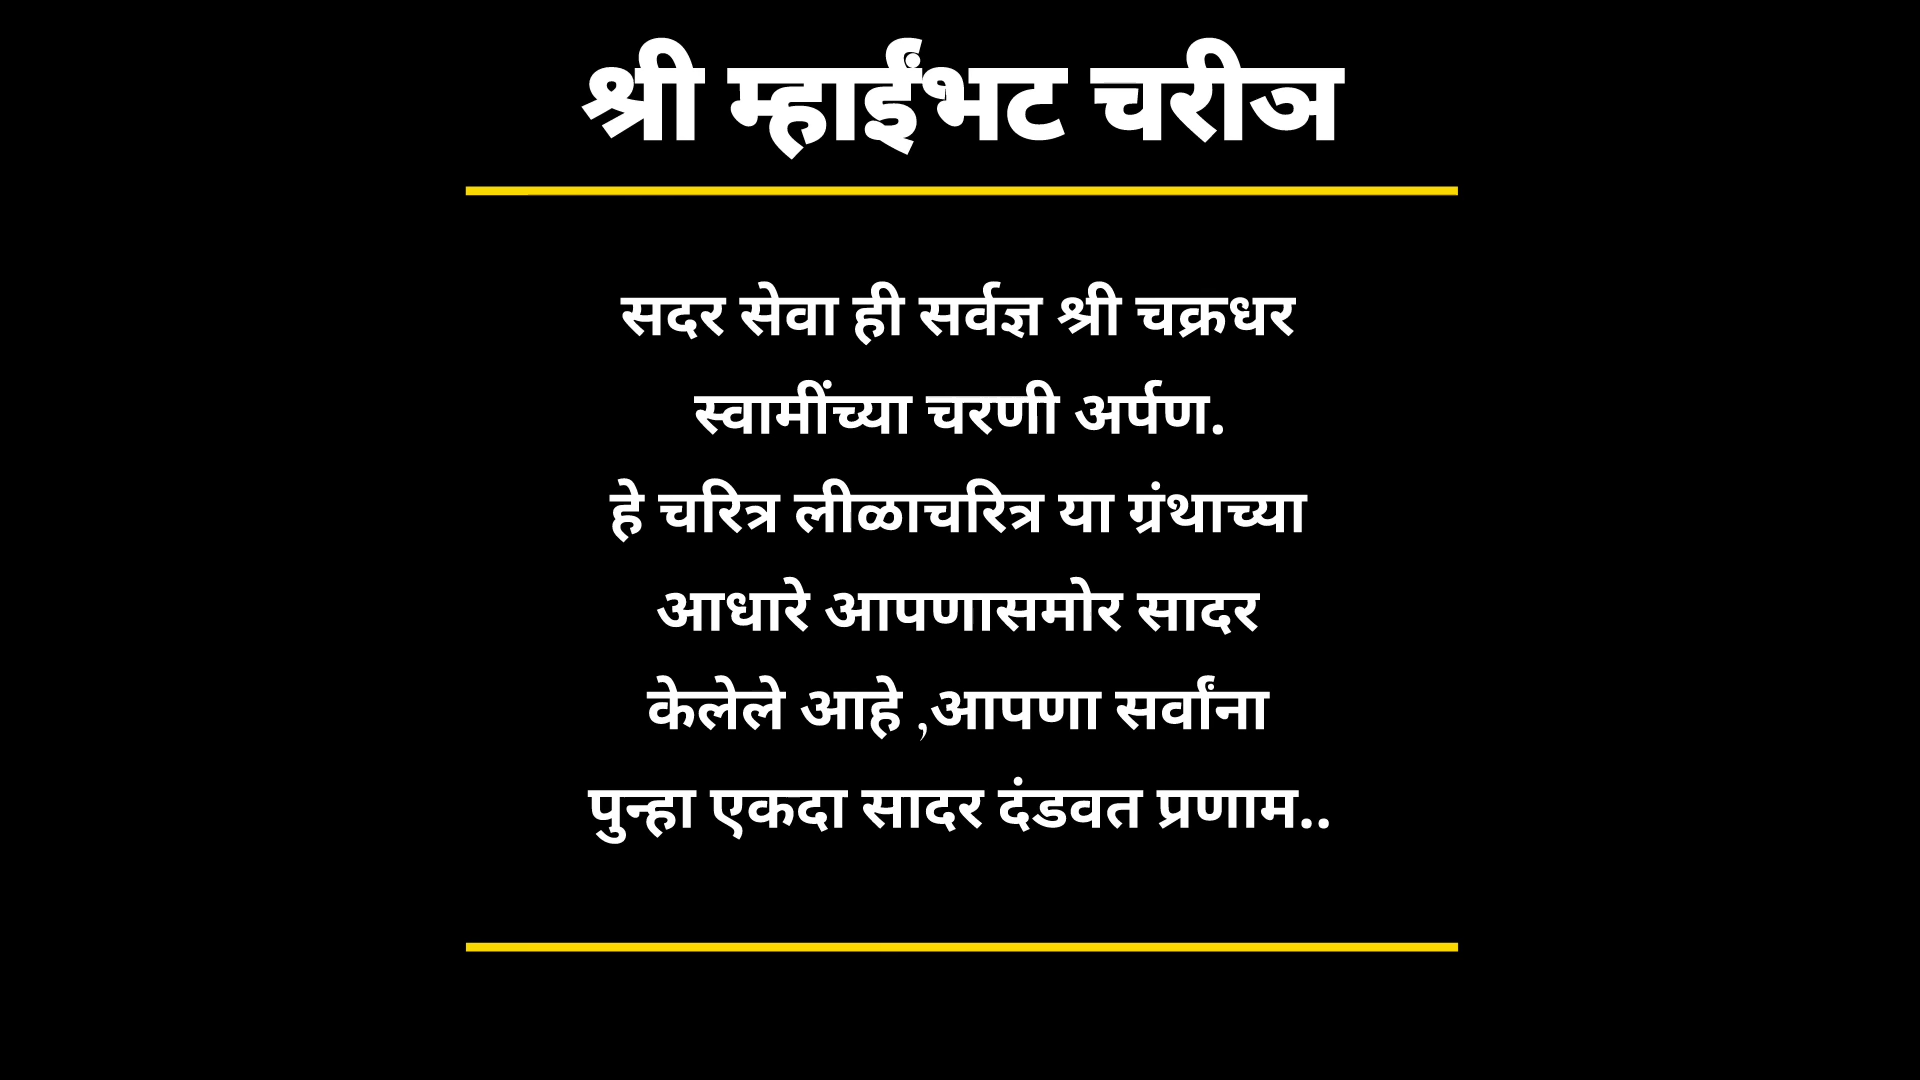 श्री म्हाईंभट चरीञ
सदर सेवा ही सर्वज्ञ श्री चक्रधर
स्वामींच्या चरणी अर्पण.
हे चरित्र लीळाचरित्र या ग्रंथाच्या
आधारे आपणासमोर सादर
केलेले आहे ,आपणा सर्वांना
पुन्हा एकदा सादर दंडवत प्रणाम..